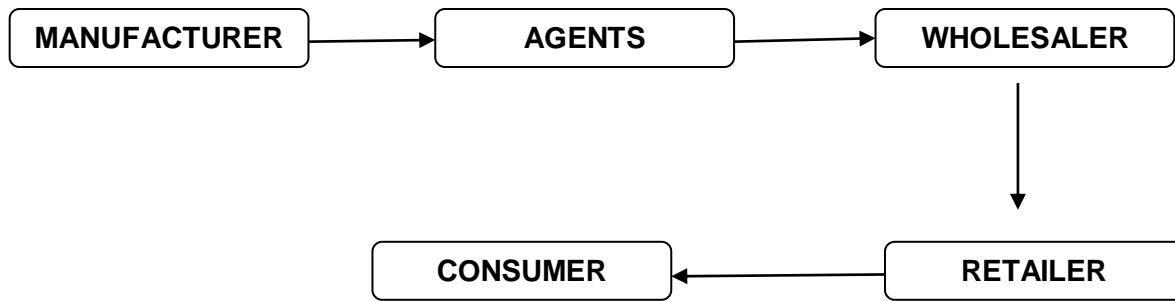 MANUFACTURER
AGENTS
WHOLESALER
CONSUMER
RETAILER